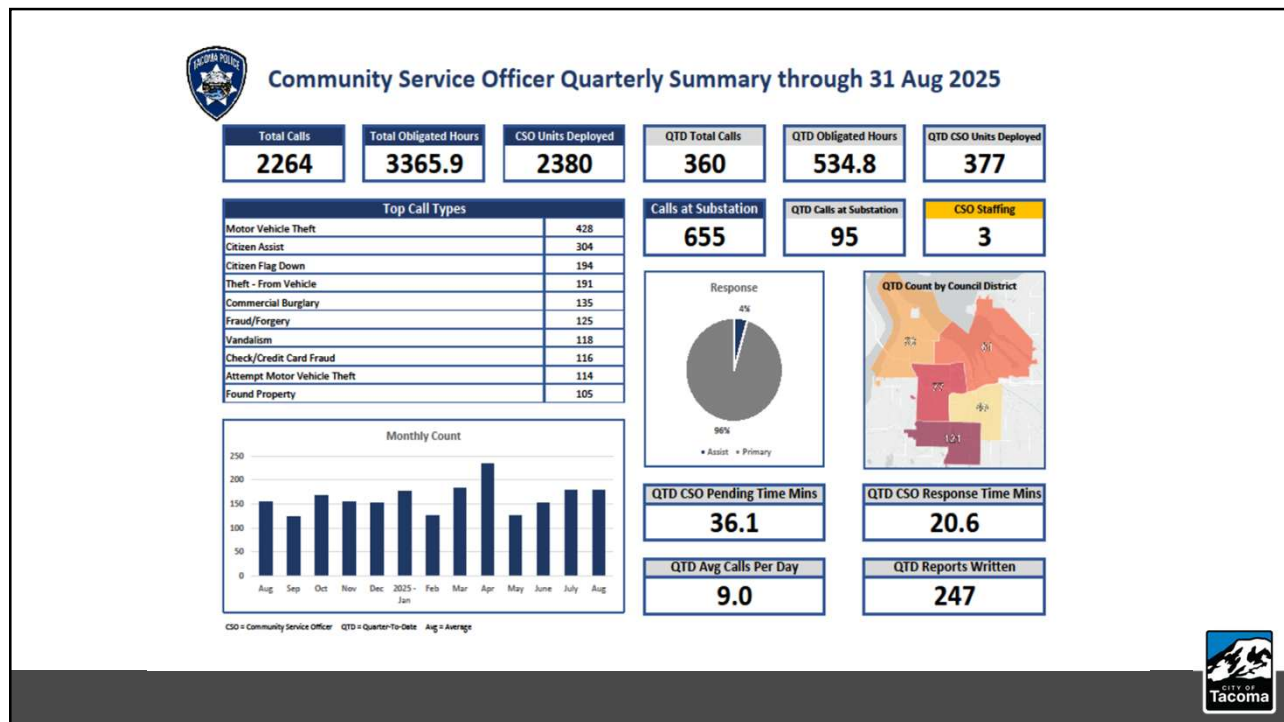 TACOMA POLICE
Community Service Officer Quarterly Summary through 31 Aug 2025
Total Calls
2264
Total Obligated Hours
3365.9
CSO Units Deployed
2380
QTD Total Calls
360
QTD Obligated Hours
534.8
QTD CSO Units Deployed
377
Top Call Types
Motor Vehicle Theft 428
Citizen Assist 304
Citizen Flag Down 194
Theft - From Vehicle 191
Commercial Burglary 135
Fraud/Forgery 125
Vandalism 118
Check/Credit Card Fraud 116
Attempt Motor Vehicle Theft 114
Found Property 105
Calls at Substation
655
QTD Calls at Substation
95
CSO Staffing
3
Response
4%
96%
Assist Primary
QTD Count by Council District
77
121
Monthly Count
250
200
150
100
50
0
Aug Sep Oct Nov Dec 2025 - Feb Mar Apr May June July Aug
Jan
QTD CSO Pending Time Mins
36.1
QTD CSO Response Time Mins
20.6
QTD Avg Calls Per Day
9.0
QTD Reports Written
247
CSO = Community Service Officer QTD = Quarter-To-Date Avg = Average
CITY OF
Tacoma